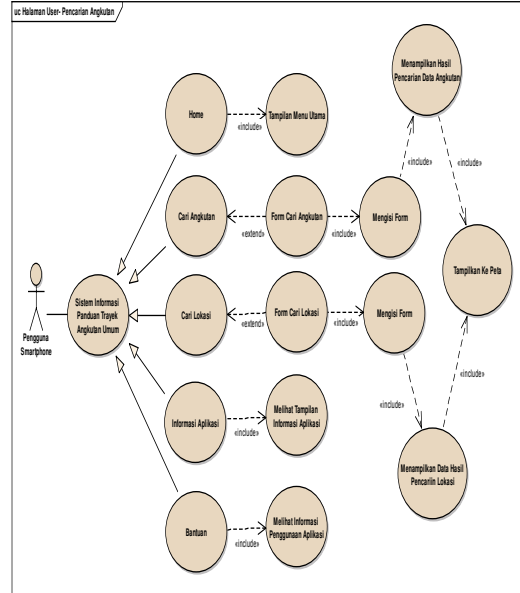 uc Halaman User- Pencarian Angkutan
Menampilkan Hasil
Pencarian Data Angkutan
Home
«include»
Tampilan Menu Utama
«include»
«include»
Cari Angkutan
«extend»
Form Cari Angkutan
«include»
Mengisi Form
Tampilkan Ke Peta
Sistem Informasi
Panduan Trayek
Angkutan Umum
Pengguna
Smartphone
Cari Lokasi
«extend»
Form Cari Lokasi
«include»
Mengisi Form
«include»
«include»
Informasi Aplikasi
«include»
Melihat Tampilan
Informasi Aplikasi
Menampilkan Data Hasil
Pencariin Lokasi
Bantuan
«include»
Melihat Informasi
Penggunaan Aplikasi